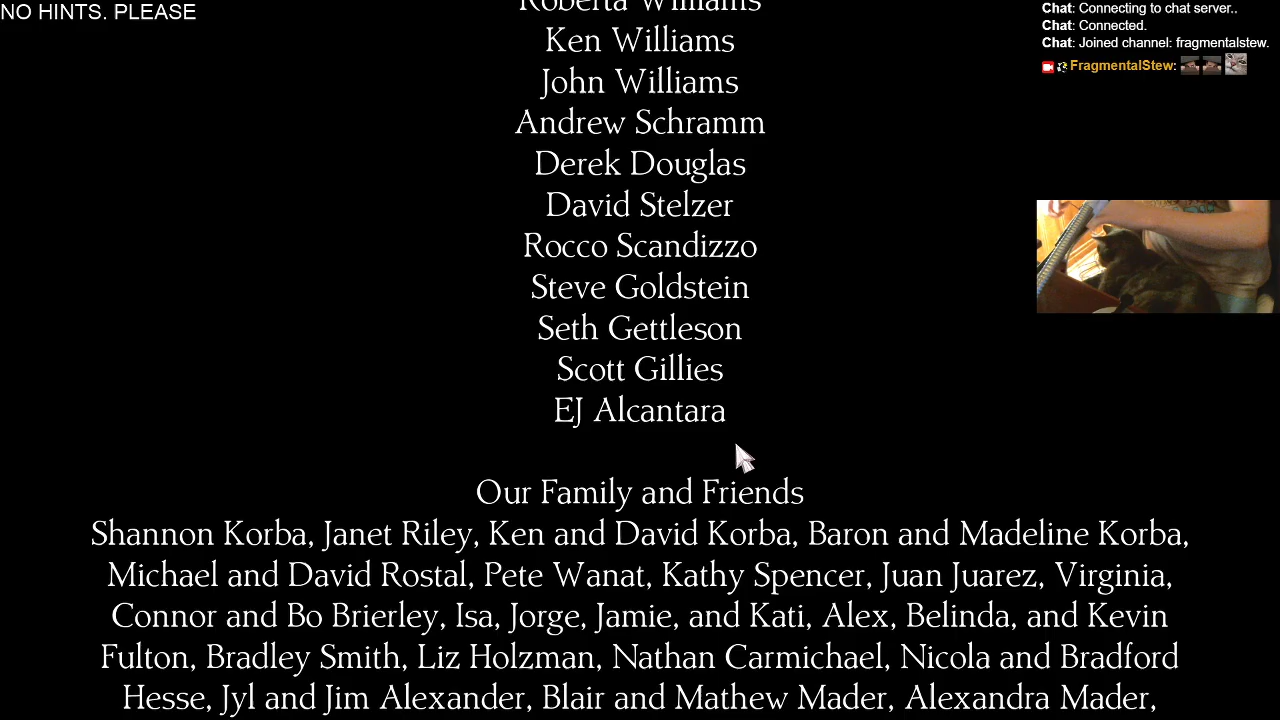 NO HINTS. PLEASE
Roberta Williams
Ken Williams
John Williams
Andrew Schramm
Derek Douglas
David Stelzer
Rocco Scandizzo
Steve Goldstein
Seth Gettleson
Scott Gillies
EJ Alcantara
Our Family and Friends
Shannon Korba, Janet Riley, Ken and David Korba, Baron and Madeline Korba,
Michael and David Rostal, Pete Wanat, Kathy Spencer, Juan Juarez, Virginia,
Connor and Bo Brierley, Isa, Jorge, Jamie, and Kati, Alex, Belinda, and Kevin
Fulton, Bradley Smith, Liz Holzman, Nathan Carmichael, Nicola and Bradford
Hesse, Jyl and Jim Alexander, Blair and Mathew Mader, Alexandra Mader,
Chat: Connecting to chat server..
Chat: Connected.
Chat: Joined channel: fragmentalstew.
FragmentalStew: